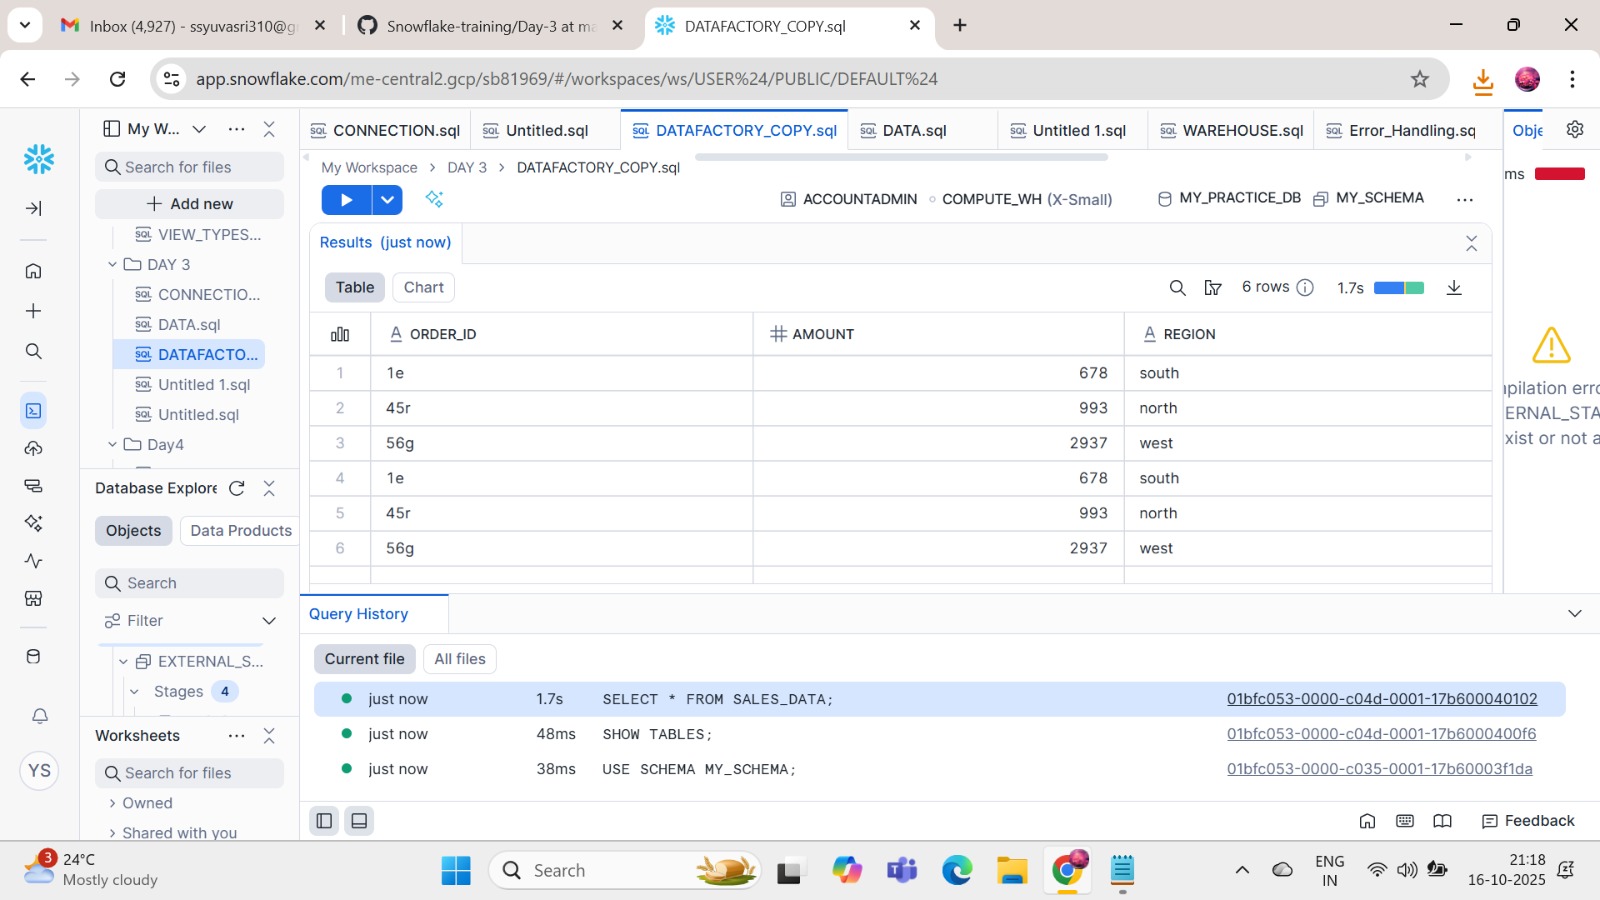 Inbox (4,927) - ssyuvasri310@g
Snowflake-training/Day-3 at ma
DATAFACTORY_COPY.sql
app.snowflake.com/me-central2.gcp/sb81969/#/workspaces/ws/USER%24/PUBLIC/DEFAULT%24
My W...
CONNECTION.sql
Untitled.sql
DATAFACTORY_COPY.sql
DATA.sql
Untitled 1.sql
WAREHOUSE.sql
Error_Handling.sq
Obje
Search for files
My Workspace > DAY 3 > DATAFACTORY_COPY.sql
ms
Add new
ACCOUNTADMIN
COMPUTE_WH (X-Small)
MY_PRACTICE_DB
MY_SCHEMA
VIEW_TYPES...
DAY 3
CONNECTIO...
DATA.sql
DATAFACTO...
Untitled 1.sql
Untitled.sql
Day4
Results (just now)
Table
Chart
6 rows
1.7s
ORDER_ID AMOUNT REGION
1 1e 678 south
2 45r 993 north
3 56g 2937 west
4 1e 678 south
5 45r 993 north
6 56g 2937 west
pilation erro
ERNAL_STA
xist or not a
Database Explore
Objects
Data Products
Search
Filter
EXTERNAL_S...
Stages 4
Worksheets
Search for files
Owned
Shared with you
YS
Query History
Current file
All files
just now 1.7s SELECT * FROM SALES_DATA; 01bfc053-0000-c04d-0001-17b600040102
just now 48ms SHOW TABLES; 01bfc053-0000-c04d-0001-17b6000400f6
just now 38ms USE SCHEMA MY_SCHEMA; 01bfc053-0000-c035-0001-17b60003f1da
Feedback
3
24°C
Mostly cloudy
Search
ENG
IN
21:18
16-10-2025